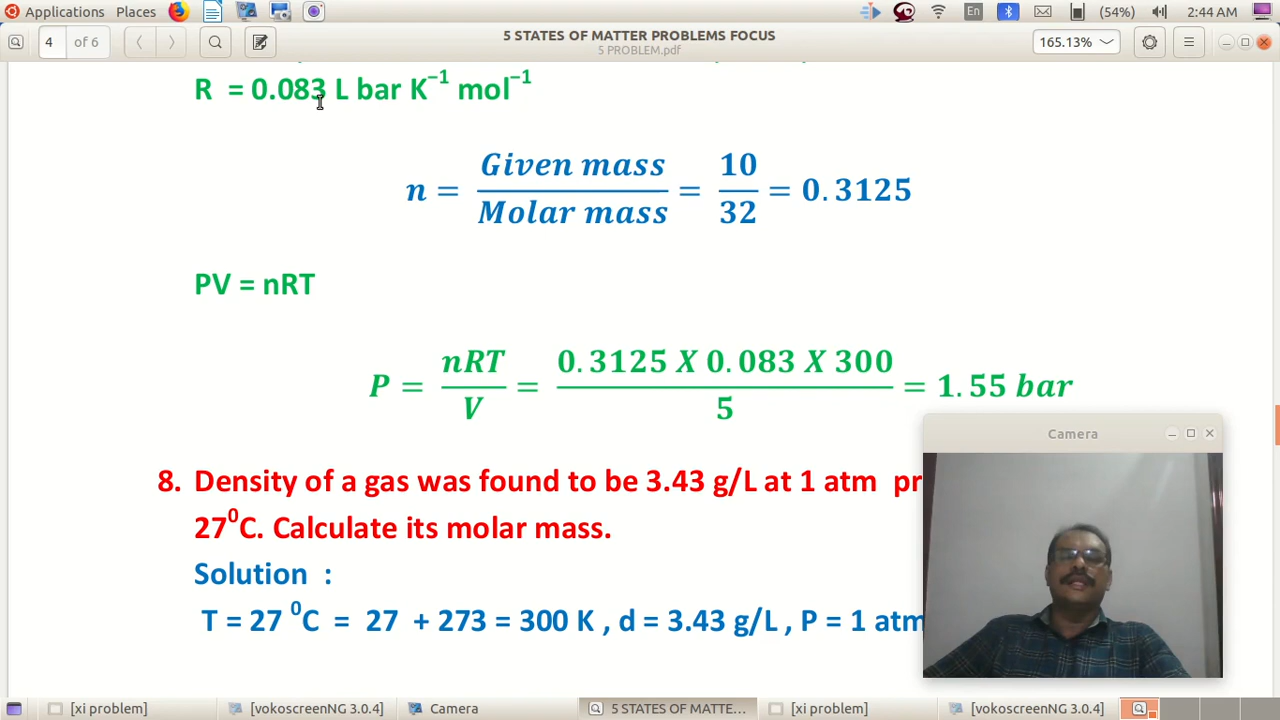 Applications Places En (54%) 2:44 AM
4 of 6 5 STATES OF MATTER PROBLEMS FOCUS 165.13%
5 PROBLEM.pdf
R = 0.083 L bar K⁻¹ mol⁻¹
n = Given mass / Molar mass = 10 / 32 = 0.3125
PV = nRT
P = nRT / V = 0.3125 X 0.083 X 300 / 5 = 1.55 bar
Camera
8. Density of a gas was found to be 3.43 g/L at 1 atm pr
27⁰C. Calculate its molar mass.
Solution :
T = 27 ⁰C = 27 + 273 = 300 K , d = 3.43 g/L , P = 1 atm
[xi problem] [vokoscreenNG 3.0.4] Camera 5 STATES OF MATTE... [xi problem] [vokoscreenNG 3.0.4]